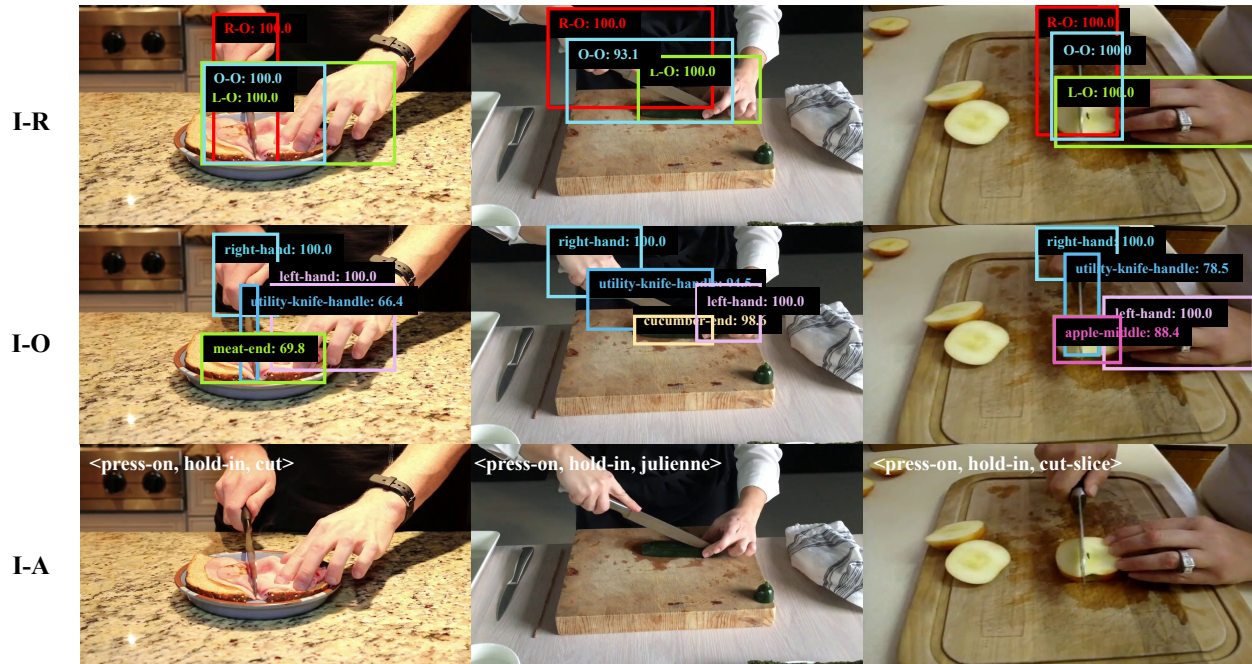 I-R
R-O: 100.0
O-O: 100.0
L-O: 100.0
R-O: 100.0
O-O: 93.1
L-O: 100.0
R-O: 100.0
O-O: 100.0
L-O: 100.0
I-O
right-hand: 100.0
left-hand: 100.0
utility-knife-handle: 66.4
meat-end: 69.8
right-hand: 100.0
utility-knife-handle: 94.5
left-hand: 100.0
cucumber-end: 98.6
right-hand: 100.0
utility-knife-handle: 78.5
left-hand: 100.0
apple-middle: 88.4
I-A
<press-on, hold-in, cut>
<press-on, hold-in, julienne>
<press-on, hold-in, cut-slice>